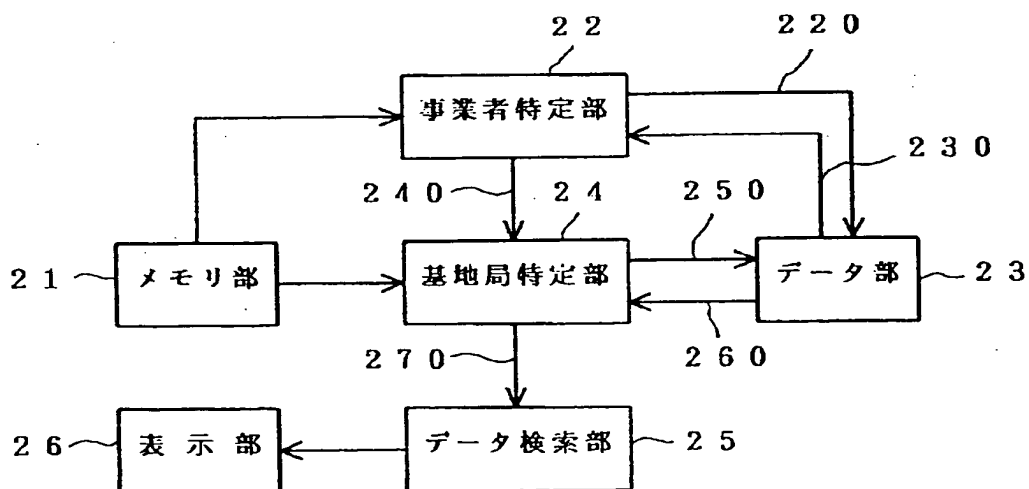 ２２
２２０
事業者特定部
２３０
２４０
２４
２５０
２１
メモリ部
基地局特定部
データ部
２３
２７０
２６０
２６
表示部
データ検索部
２５